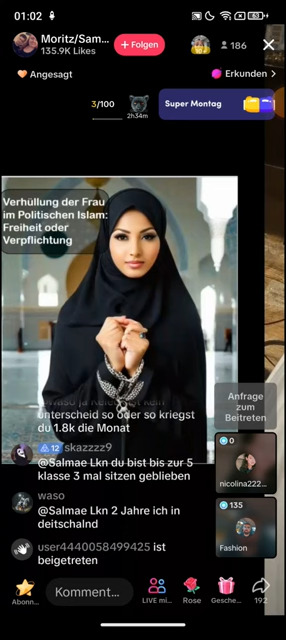 01:02
63
Moritz/Sam...
135.9K Likes
+ Folgen
186
Angesagt
Erkunden >
3/100
2h34m
Super Montag
Verhüllung der Frau
im Politischen Islam:
Freiheit oder
Verpflichtung
unterscheid so oder so kriegst
du 1.8k die Monat
12 skazzzz9
@Salmae Lkn du bist bis zur 5
klasse 3 mal sitzen geblieben
waso
@Salmae Lkn 2 Jahre ich in
deitschalnd
user4440058499425 ist
beigetreten
Anfrage
zum
Beitreten
0
nicolina222...
135
Fashion
Abonn...
Komment...
LIVE mi...
Rose
Gesche...
192